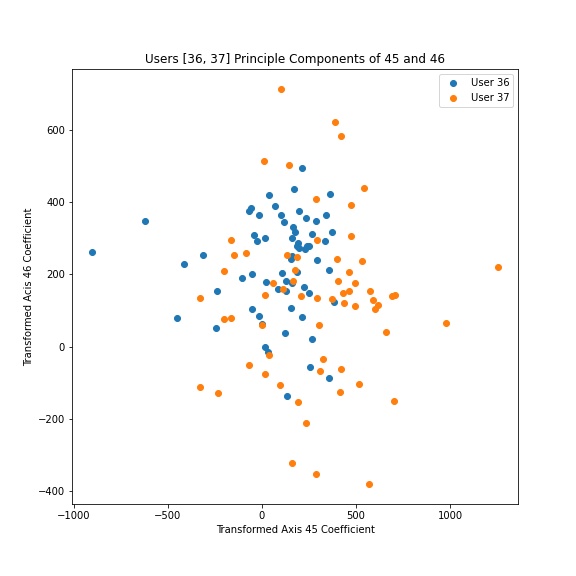 Users [36, 37] Principle Components of 45 and 46
User 36
User 37
600
400
200
0
−200
−400
Transformed Acis 46 Coefficient
−1000
−500
0
500
1000
Transformed Axis 45 Coefficient